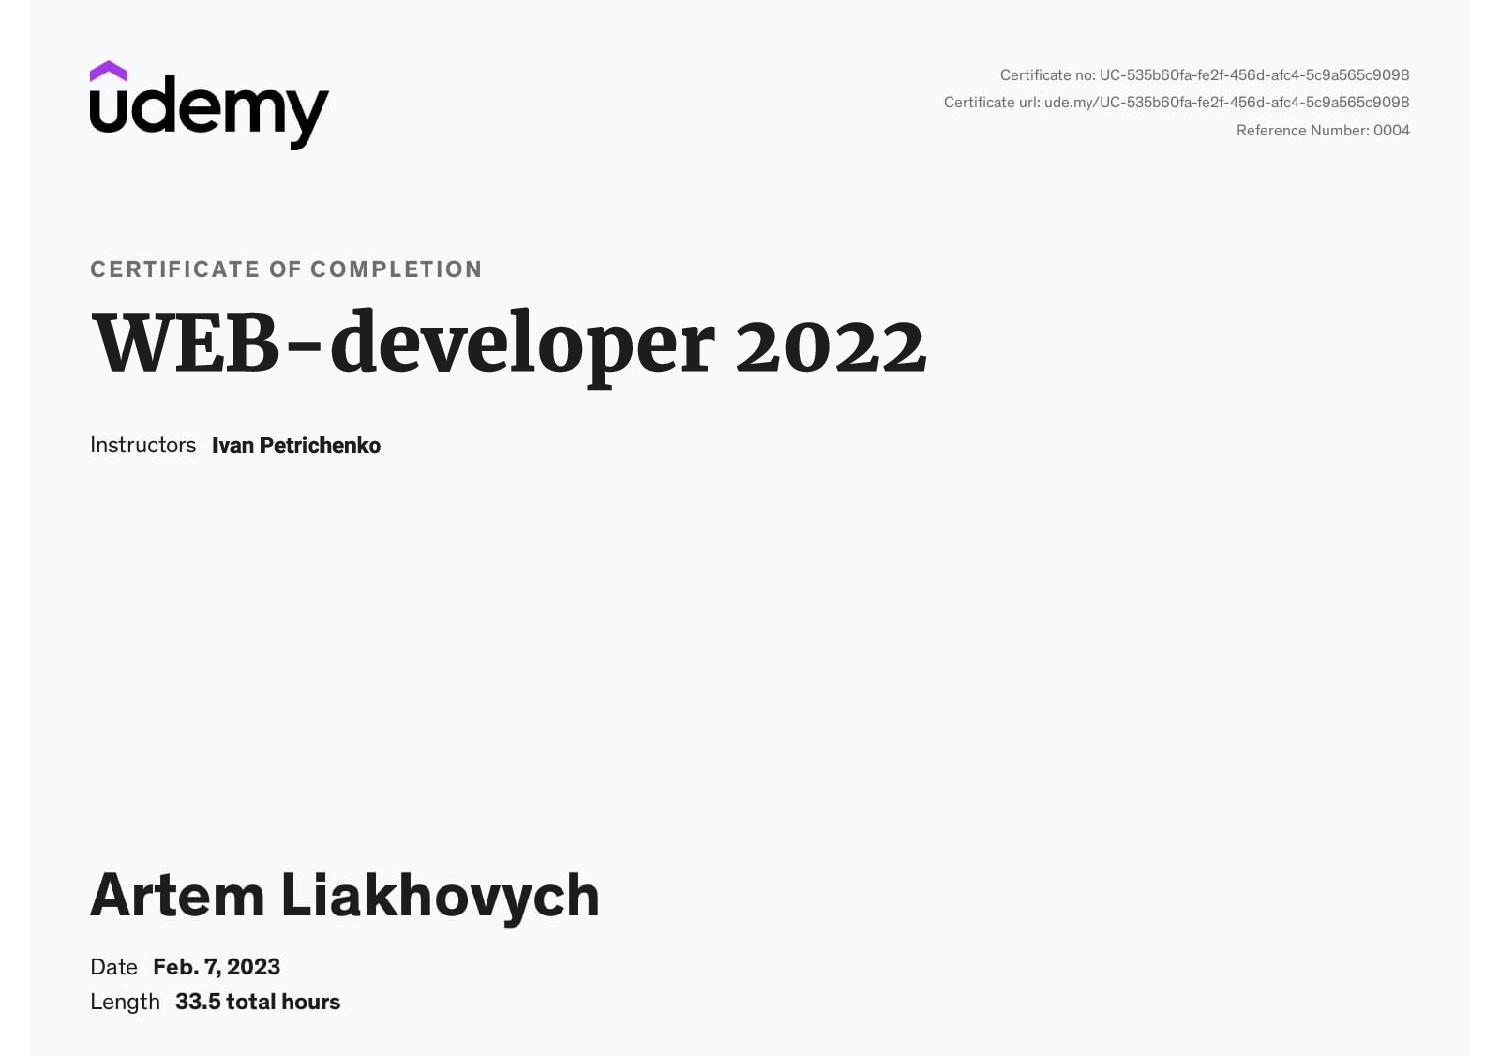 udemy
Certificate no: UC-535b60fa-fe2f-456d-afc4-5c9a565c9098
Certificate url: ude.my/UC-535b60fa-fe2f-456d-afc4-5c9a565c9098
Reference Number: 0004
CERTIFICATE OF COMPLETION
WEB-developer 2022
Instructors Ivan Petrichenko
Artem Liakhovych
Date Feb. 7, 2023
Length 33.5 total hours